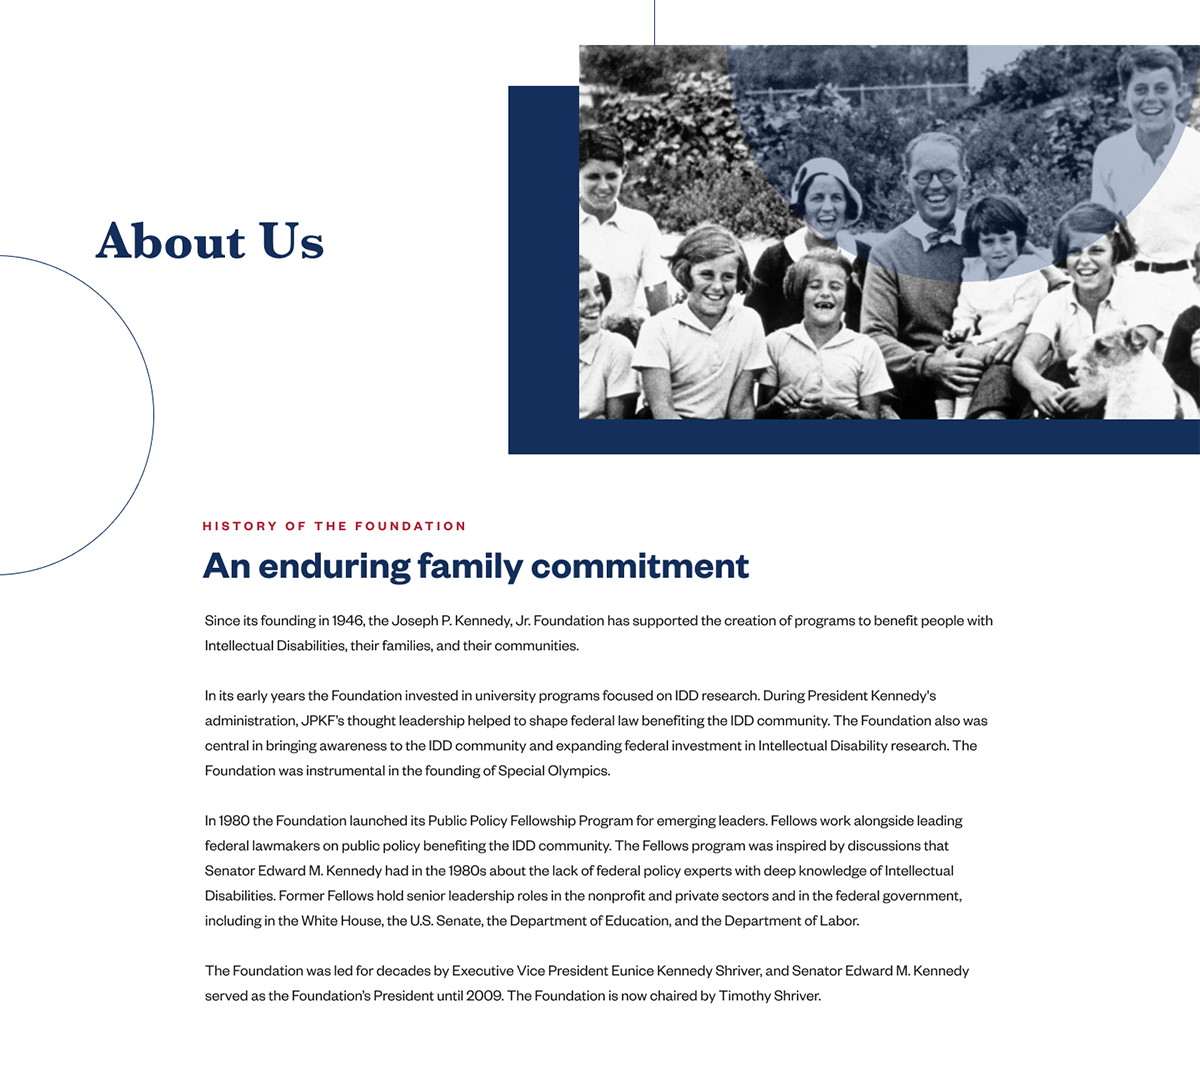 About Us
HISTORY OF THE FOUNDATION
An enduring family commitment
Since its founding in 1946, the Joseph P. Kennedy, Jr. Foundation has supported the creation of programs to benefit people with
Intellectual Disabilities, their families, and their communities.
In its early years the Foundation invested in university programs focused on IDD research. During President Kennedy's
administration, JPKF's thought leadership helped to shape federal law benefiting the IDD community. The Foundation also was
central in bringing awareness to the IDD community and expanding federal investment in Intellectual Disability research. The
Foundation was instrumental in the founding of Special Olympics.
In 1980 the Foundation launched its Public Policy Fellowship Program for emerging leaders. Fellows work alongside leading
federal lawmakers on public policy benefiting the IDD community. The Fellows program was inspired by discussions that
Senator Edward M. Kennedy had in the 1980s about the lack of federal policy experts with deep knowledge of Intellectual
Disabilities. Former Fellows hold senior leadership roles in the nonprofit and private sectors and in the federal government,
including in the White House, the U.S. Senate, the Department of Education, and the Department of Labor.
The Foundation was led for decades by Executive Vice President Eunice Kennedy Shriver, and Senator Edward M. Kennedy
served as the Foundation's President until 2009. The Foundation is now chaired by Timothy Shriver.